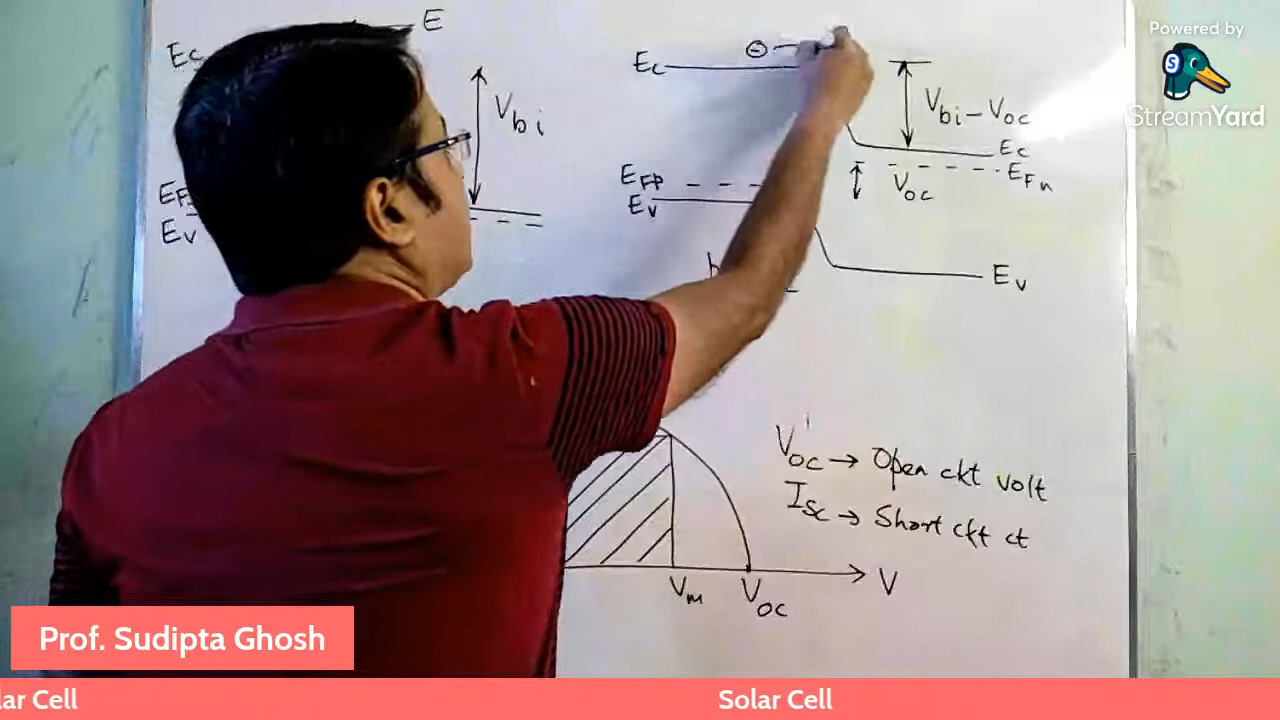 E
Ec
Vbi
EF
Ev
Ec
Vbi-Voc
Ec
EFn
Voc
EFP
Ev
Ev
Voc → Open ckt volt
Isc → Short ckt ct
V
Vm
Voc
Powered by
StreamYard
Prof. Sudipta Ghosh
lar Cell
Solar Cell